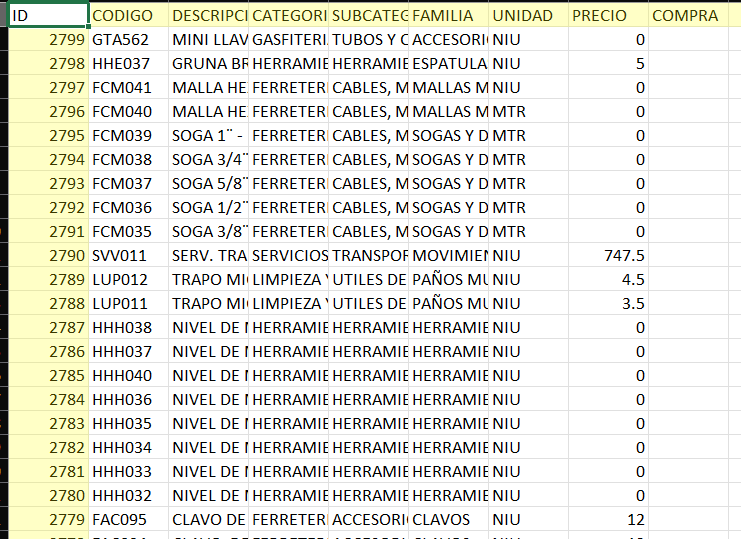 ID CODIGO DESCRIPCI CATEGORI SUBCATEG FAMILIA UNIDAD PRECIO COMPRA
2799 GTA562 MINI LLAV GASFITERI TUBOS Y C ACCESORI NIU 0
2798 HHE037 GRUNA BR HERRAMIE HERRAMIE ESPATULA NIU 5
2797 FCM041 MALLA HE FERRETER CABLES, M MALLAS M NIU 0
2796 FCM040 MALLA HE FERRETER CABLES, M MALLAS M MTR 0
2795 FCM039 SOGA 1¨ - FERRETER CABLES, M SOGAS Y D MTR 0
2794 FCM038 SOGA 3/4¨ FERRETER CABLES, M SOGAS Y D MTR 0
2793 FCM037 SOGA 5/8¨ FERRETER CABLES, M SOGAS Y D MTR 0
2792 FCM036 SOGA 1/2¨ FERRETER CABLES, M SOGAS Y D MTR 0
2791 FCM035 SOGA 3/8¨ FERRETER CABLES, M SOGAS Y D MTR 0
2790 SVV011 SERV. TRA SERVICIOS TRANSPOR MOVIMIEN NIU 747.5
2789 LUP012 TRAPO MI LIMPIEZA Y UTILES DE PAÑOS MU NIU 4.5
2788 LUP011 TRAPO MI LIMPIEZA Y UTILES DE PAÑOS MU NIU 3.5
2787 HHH038 NIVEL DE HERRAMIE HERRAMIE HERRAMIE NIU 0
2786 HHH037 NIVEL DE HERRAMIE HERRAMIE HERRAMIE NIU 0
2785 HHH040 NIVEL DE HERRAMIE HERRAMIE HERRAMIE NIU 0
2784 HHH036 NIVEL DE HERRAMIE HERRAMIE HERRAMIE NIU 0
2783 HHH035 NIVEL DE HERRAMIE HERRAMIE HERRAMIE NIU 0
2782 HHH034 NIVEL DE HERRAMIE HERRAMIE HERRAMIE NIU 0
2781 HHH033 NIVEL DE HERRAMIE HERRAMIE HERRAMIE NIU 0
2780 HHH032 NIVEL DE HERRAMIE HERRAMIE HERRAMIE NIU 0
2779 FAC095 CLAVO DE FERRETER ACCESORI CLAVOS NIU 12